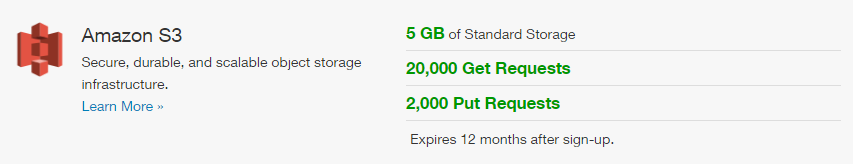 Amazon S3
Secure, durable, and scalable object storage
infrastructure.
Learn More »
5 GB of Standard Storage
20,000 Get Requests
2,000 Put Requests
Expires 12 months after sign-up.